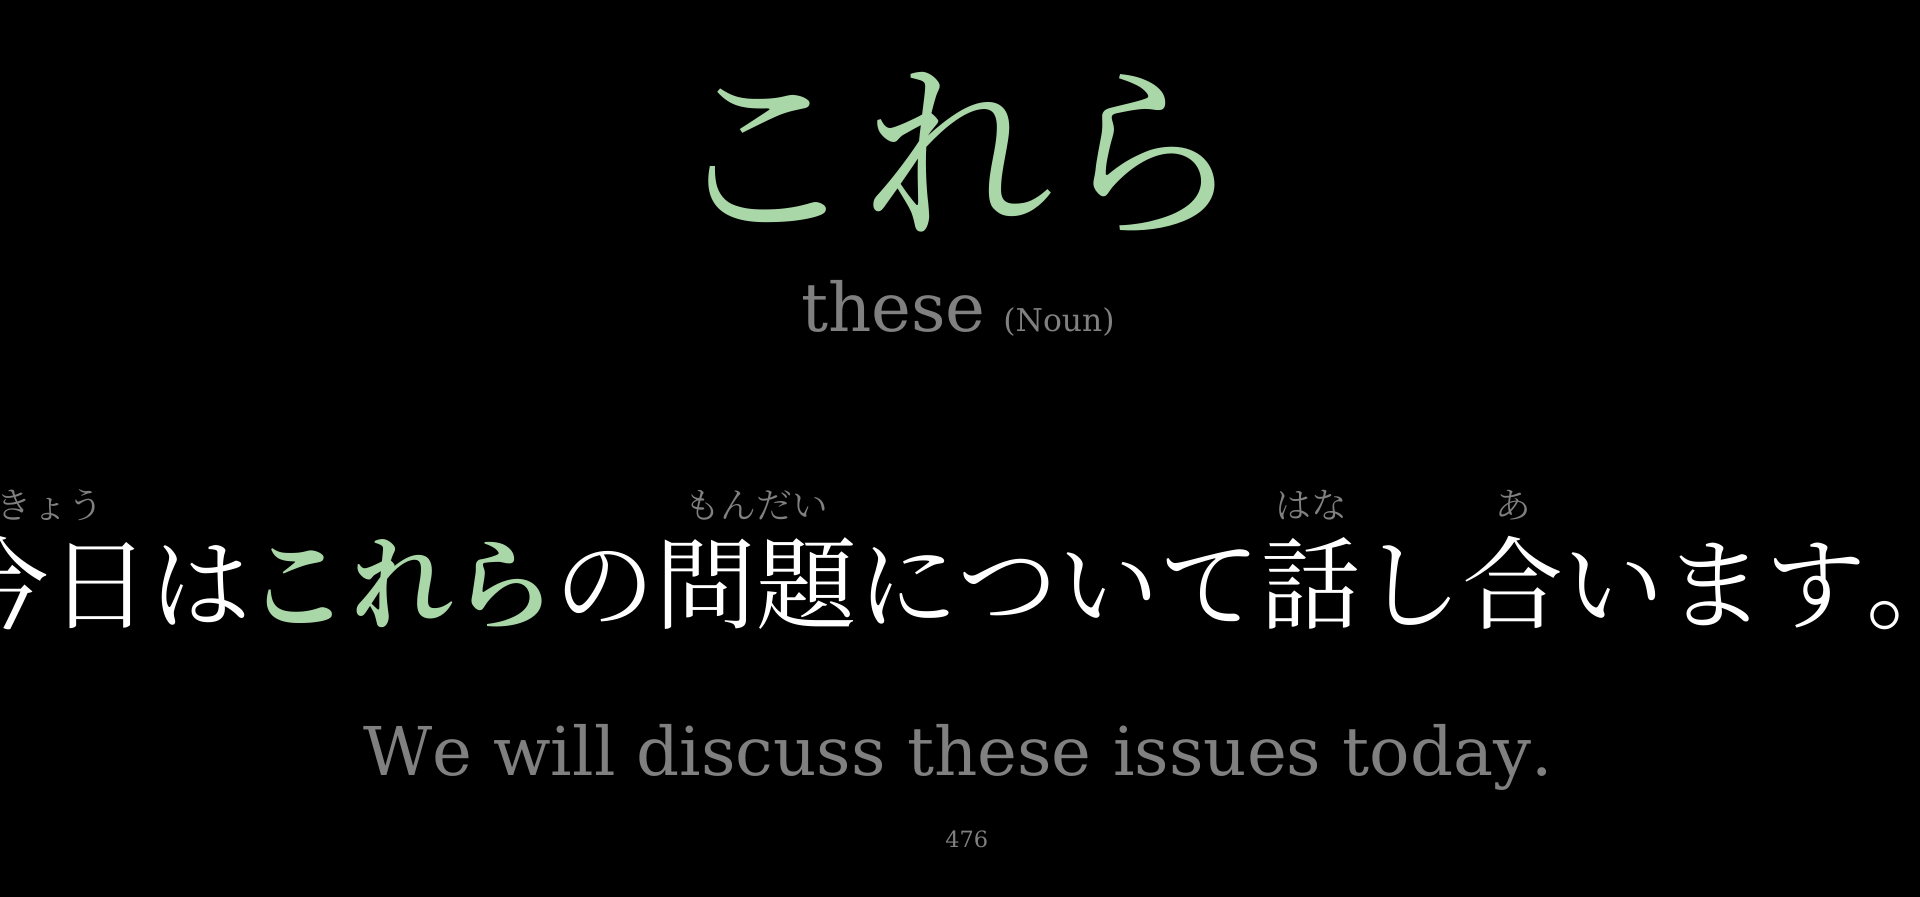 これら
these (Noun)
きょう もんだい はな あ
今日はこれらの問題について話し合います。
We will discuss these issues today.
476